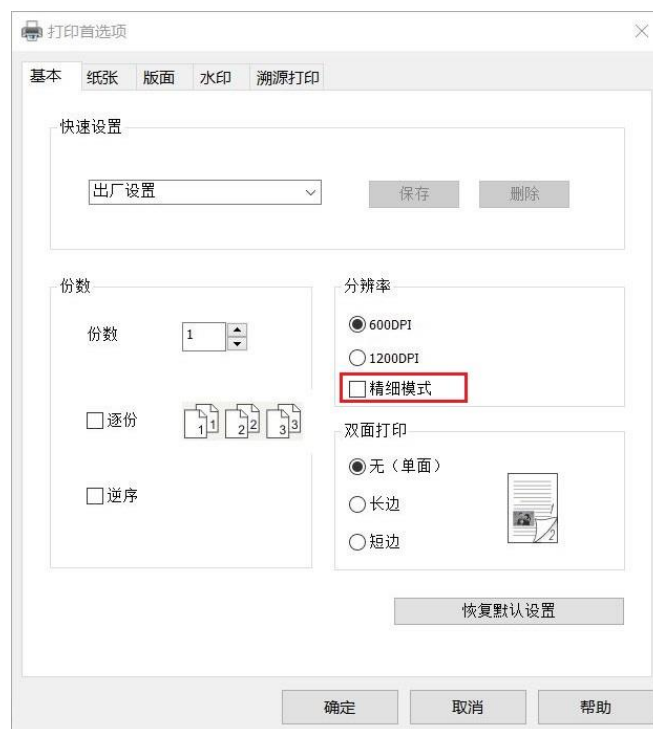 打印首选项
基本 纸张 版面 水印 溯源打印
快速设置
出厂设置 保存 删除
份数
份数 1
逐份 1 1 2 2 3 3
逆序
分辨率
600DPI
1200DPI
精细模式
双面打印
无（单面）
长边
短边
1
2
恢复默认设置
确定 取消 帮助